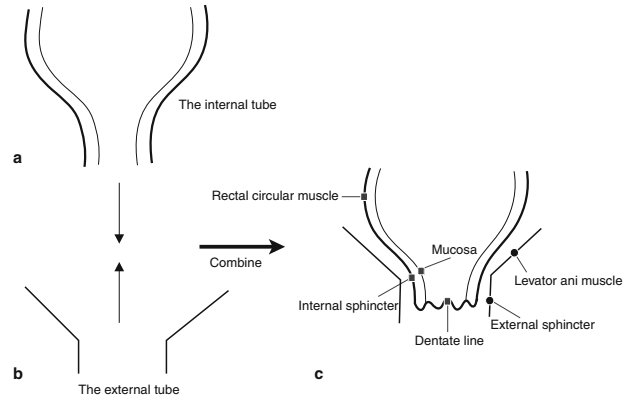 The internal tube
a
Rectal circular muscle
Combine
Mucosa
Levator ani muscle
Internal sphincter
External sphincter
Dentate line
b
The external tube
c